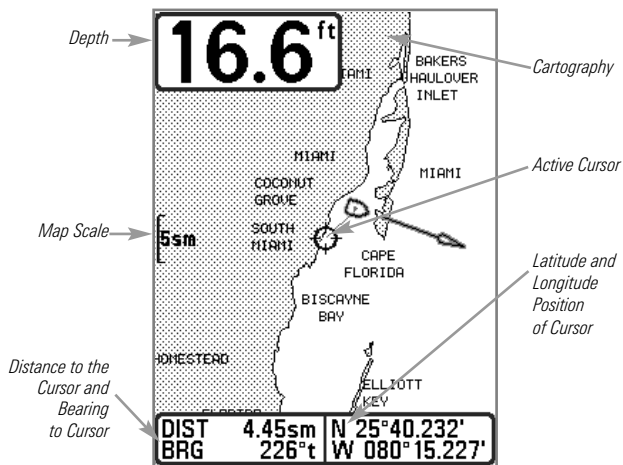 Depth
16.6 ft
Cartography
BAKERS
HAULOVER
INLET
MIAMI
MIAMI
COCONUT
GROVE
Active Cursor
Map Scale
5sm
SOUTH
MIAMI
CAPE
FLORIDA
BISCAYNE
BAY
Latitude and
Longitude
Position
of Cursor
HOMESTEAD
Distance to the
Cursor and
Bearing
to Cursor
ELLIOTT
KEY
DIST 4.45sm
BRG 226°t
N 25°40.232'
W 080°15.227'